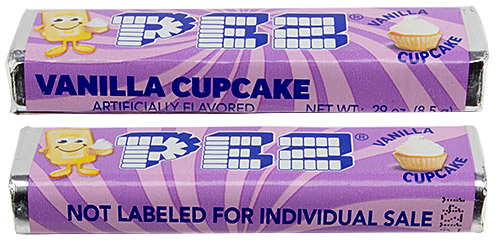 PEZ®
VANILLA
CUPCAKE
VANILLA CUPCAKE
ARTIFICIALLY FLAVORED NET WT: .29 oz. (8.5 g)
PEZ®
VANILLA
CUPCAKE
NOT LABELED FOR INDIVIDUAL SALE